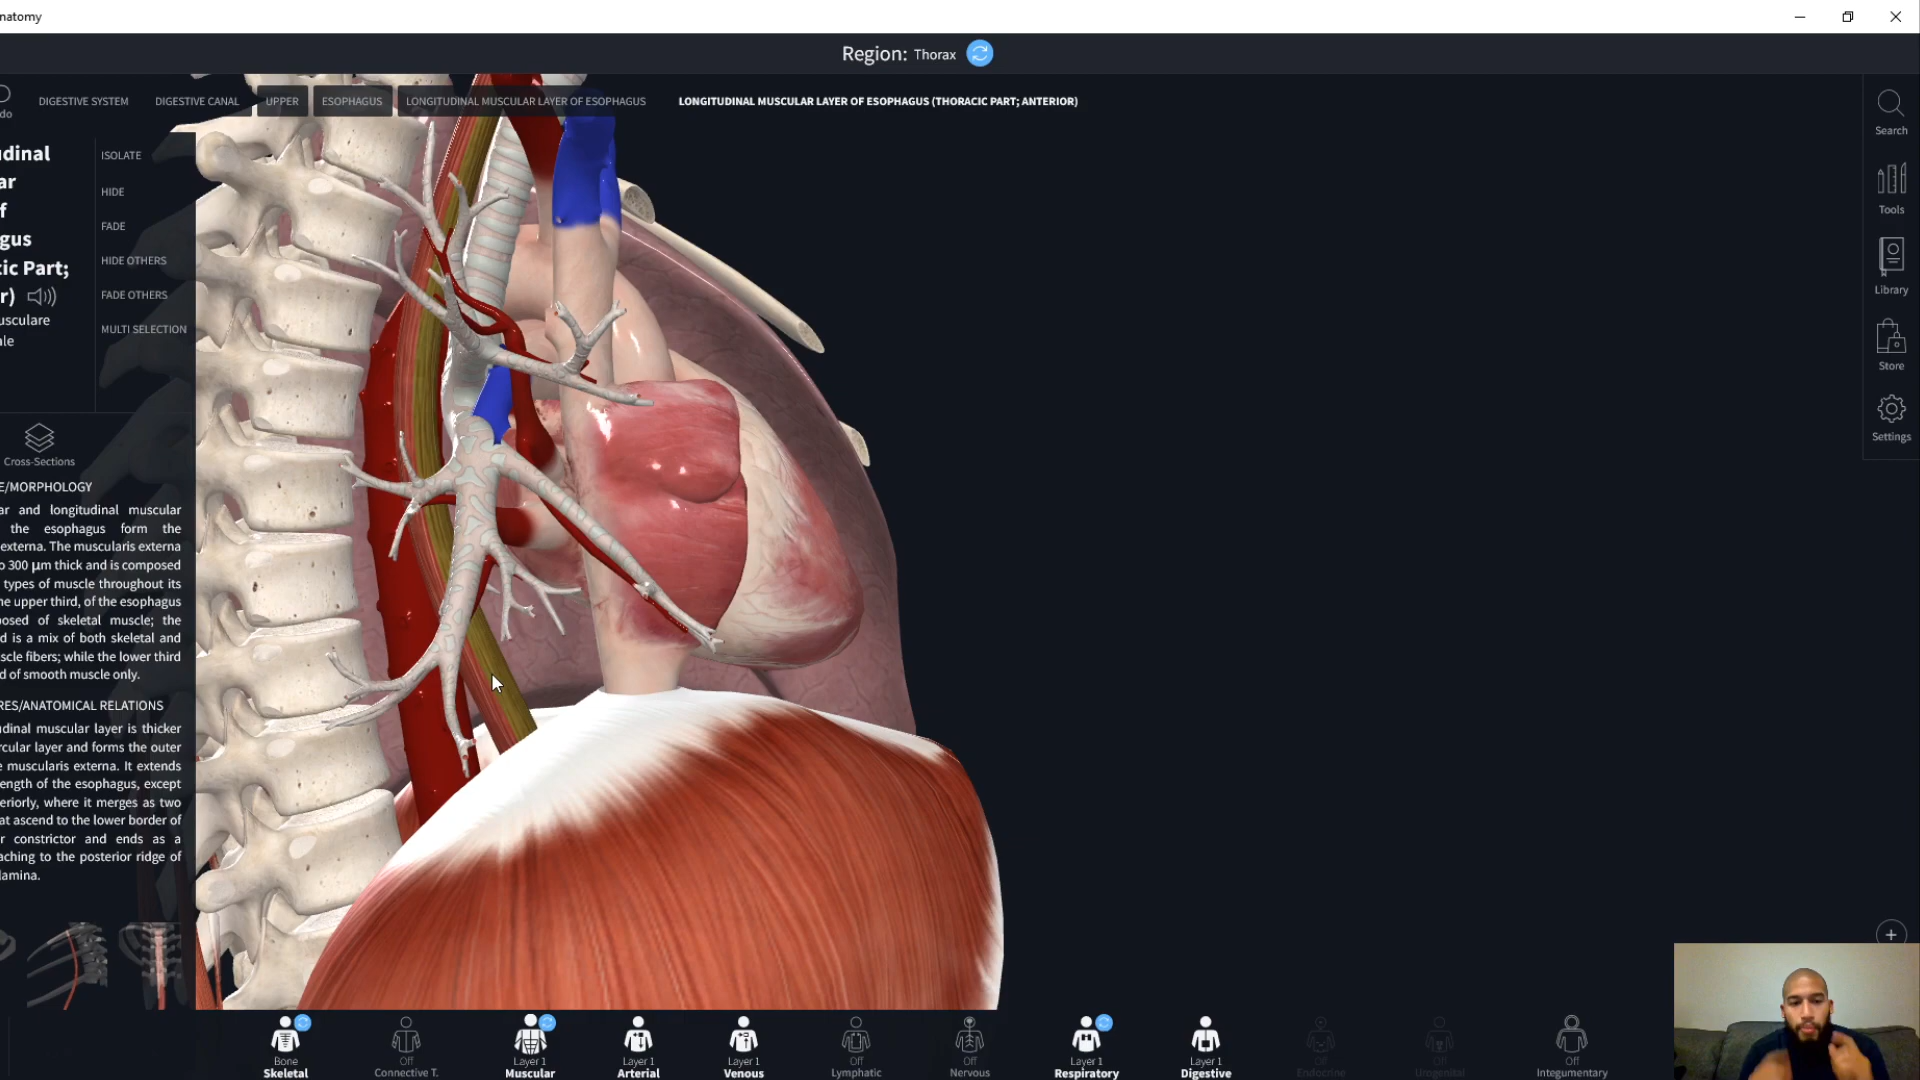 natomy
Region: Thorax
do
DIGESTIVE SYSTEM
DIGESTIVE CANAL
UPPER
ESOPHAGUS
LONGITUDINAL MUSCULAR LAYER OF ESOPHAGUS
LONGITUDINAL MUSCULAR LAYER OF ESOPHAGUS (THORACIC PART; ANTERIOR)
Search
Tools
Library
Store
Settings
dinal
ar
f
gus
ic Part;
r)
usculare
le
ISOLATE
HIDE
FADE
HIDE OTHERS
FADE OTHERS
MULTI SELECTION
Cross-Sections
E/MORPHOLOGY
ar and longitudinal muscular
the esophagus form the
externa. The muscularis externa
o 300 μm thick and is composed
types of muscle throughout its
he upper third, of the esophagus
posed of skeletal muscle; the
d is a mix of both skeletal and
scle fibers; while the lower third
d of smooth muscle only.
RES/ANATOMICAL RELATIONS
udinal muscular layer is thicker
rcular layer and forms the outer
e muscularis externa. It extends
ength of the esophagus, except
eriorly, where it merges as two
at ascend to the lower border of
r constrictor and ends as a
aching to the posterior ridge of
lamina.
Bone
Skeletal
Off
Connective T.
Layer 1
Muscular
Layer 1
Arterial
Layer 1
Venous
Off
Lymphatic
Off
Nervous
Layer 1
Respiratory
Layer 1
Digestive
Off
Endocrine
Off
Urogenital
Off
Integumentary